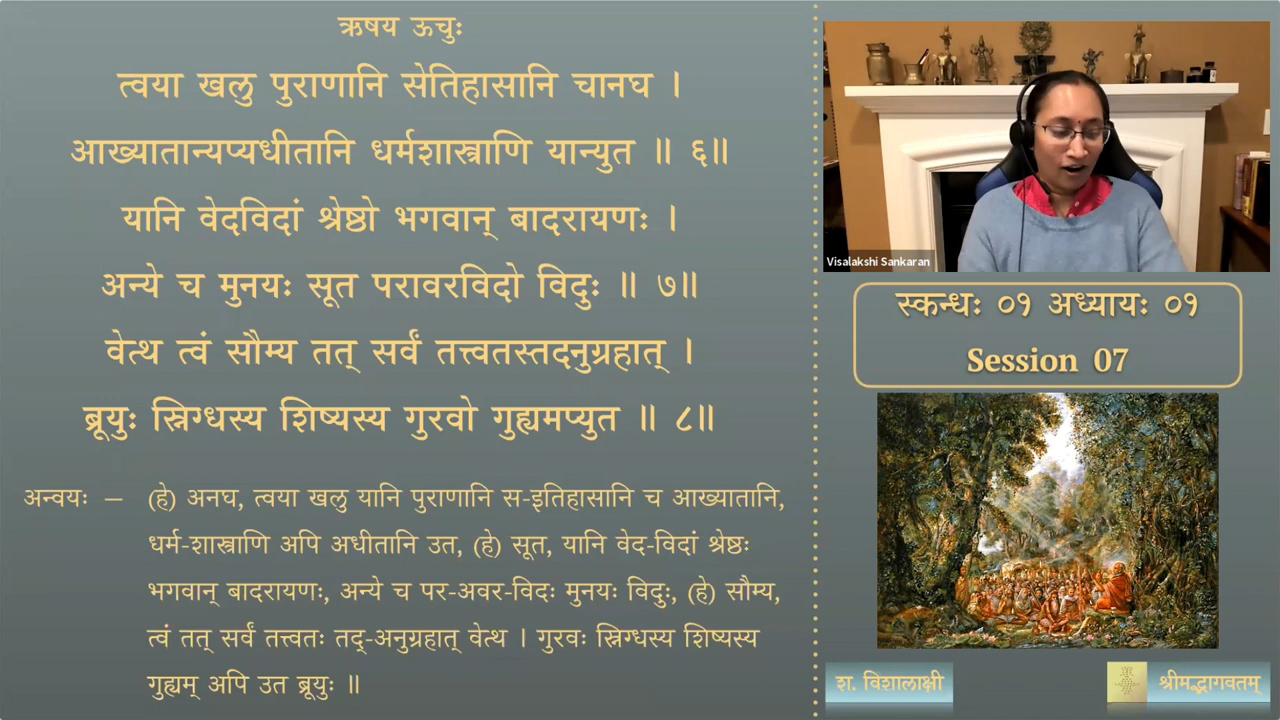 ऋषय ऊचुः
त्वया खलु पुराणानि सेतिहासानि चानघ ।
आख्यातान्यप्यधीतानि धर्मशास्त्राणि यान्युत ॥ ६॥
यानि वेदविदां श्रेष्ठो भगवान् बादरायणः ।
अन्ये च मुनयः सूत परावरविदो विदुः ॥ ७॥
वेत्थ त्वं सौम्य तत् सर्वं तत्त्वतस्तदनुग्रहात् ।
ब्रूयुः स्निग्धस्य शिष्यस्य गुरवो गुह्यमप्युत ॥ ८॥
अन्वयः – (हे) अनघ, त्वया खलु यानि पुराणानि स-इतिहासानि च आख्यातानि,
धर्म-शास्त्राणि अपि अधीतानि उत, (हे) सूत, यानि वेद-विदां श्रेष्ठः
भगवान् बादरायणः, अन्ये च पर-अवर-विदः मुनयः विदुः, (हे) सौम्य,
त्वं तत् सर्वं तत्त्वतः तद्-अनुग्रहात् वेत्थ । गुरवः स्निग्धस्य शिष्यस्य
गुह्यम् अपि उत ब्रूयुः ॥
Visalakshi Sankaran
स्कन्धः ०१ अध्यायः ०१
Session 07
श. विशालाक्षी
श्रीमद्भागवतम्